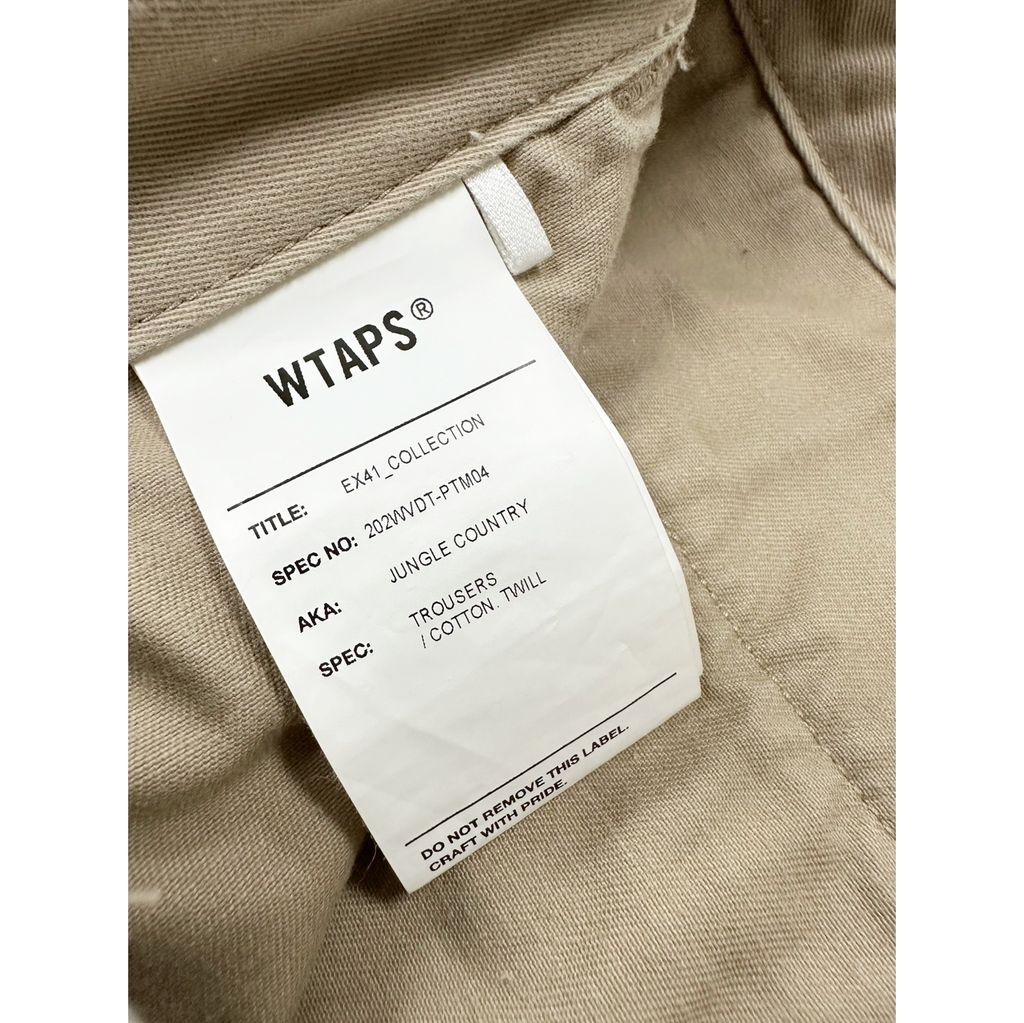 WTAPS®
TITLE: EX41_COLLECTION
SPEC NO: 202WVDT-PTM04
AKA: JUNGLE COUNTRY
SPEC: TROUSERS
/ COTTON. TWILL
DO NOT REMOVE THIS LABEL.
CRAFT WITH PRIDE.